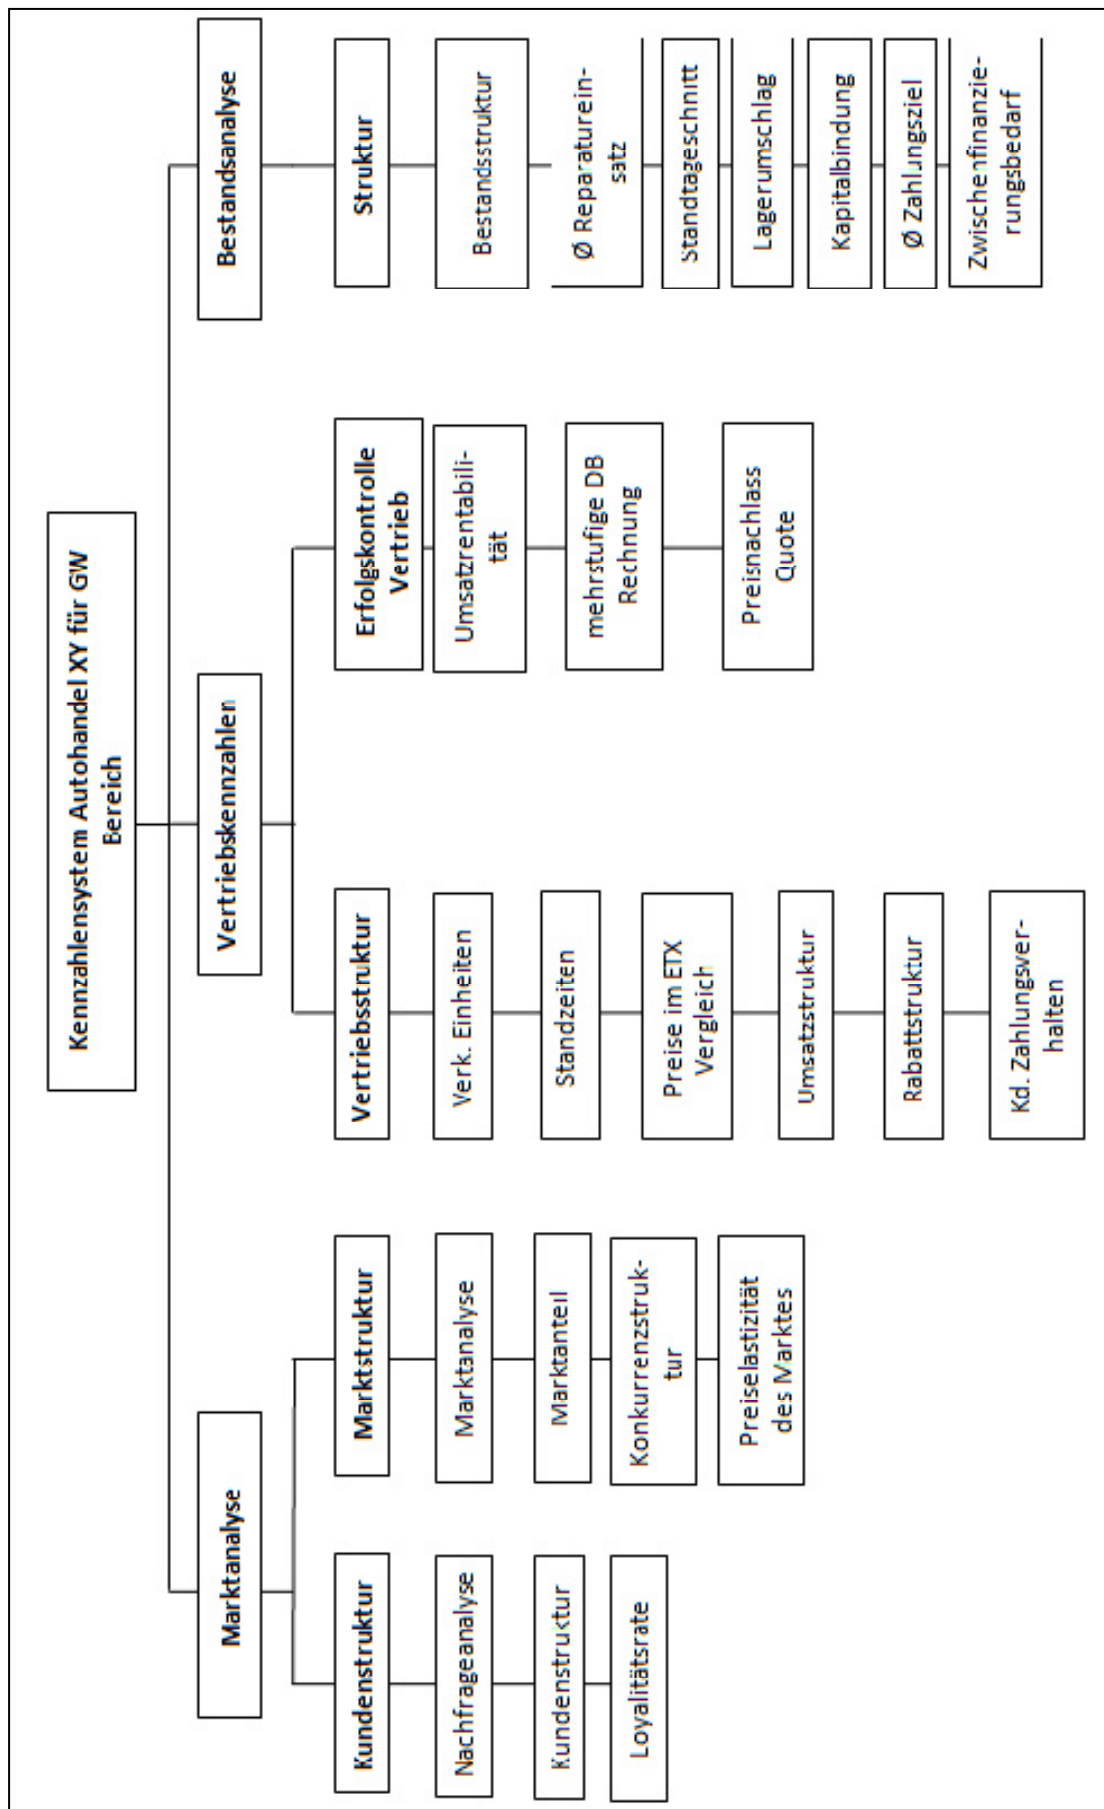 Kennzahlensystem Autohandel XY für GW
Bereich
Marktanalyse
Kundenstruktur
Nachfrageanalyse
Kundenstruktur
Loyalitätsrate
Marktstruktur
Marktanalyse
Marktanteil
Konkurrenzstruk-
tur
Preiselastizität
des Marktes
Vertriebskennzahlen
Vertriebsstruktur
Verk. Einheiten
Standzeiten
Preise im ETX
Vergleich
Umsatzstruktur
Rabattstruktur
Kd. Zahlungsver-
halten
Erfolgskontrolle
Vertrieb
Umsatzrentabili-
tät
mehrstufige DB
Rechnung
Preisnachlass
Quote
Bestandsanalyse
Struktur
Bestandsstruktur
Ø Reparaturein-
satz
Standtageschnitt
Lagerumschlag
Kapitalbindung
Ø Zahlungsziel
Zwischenfinanzie-
rungsbedarf